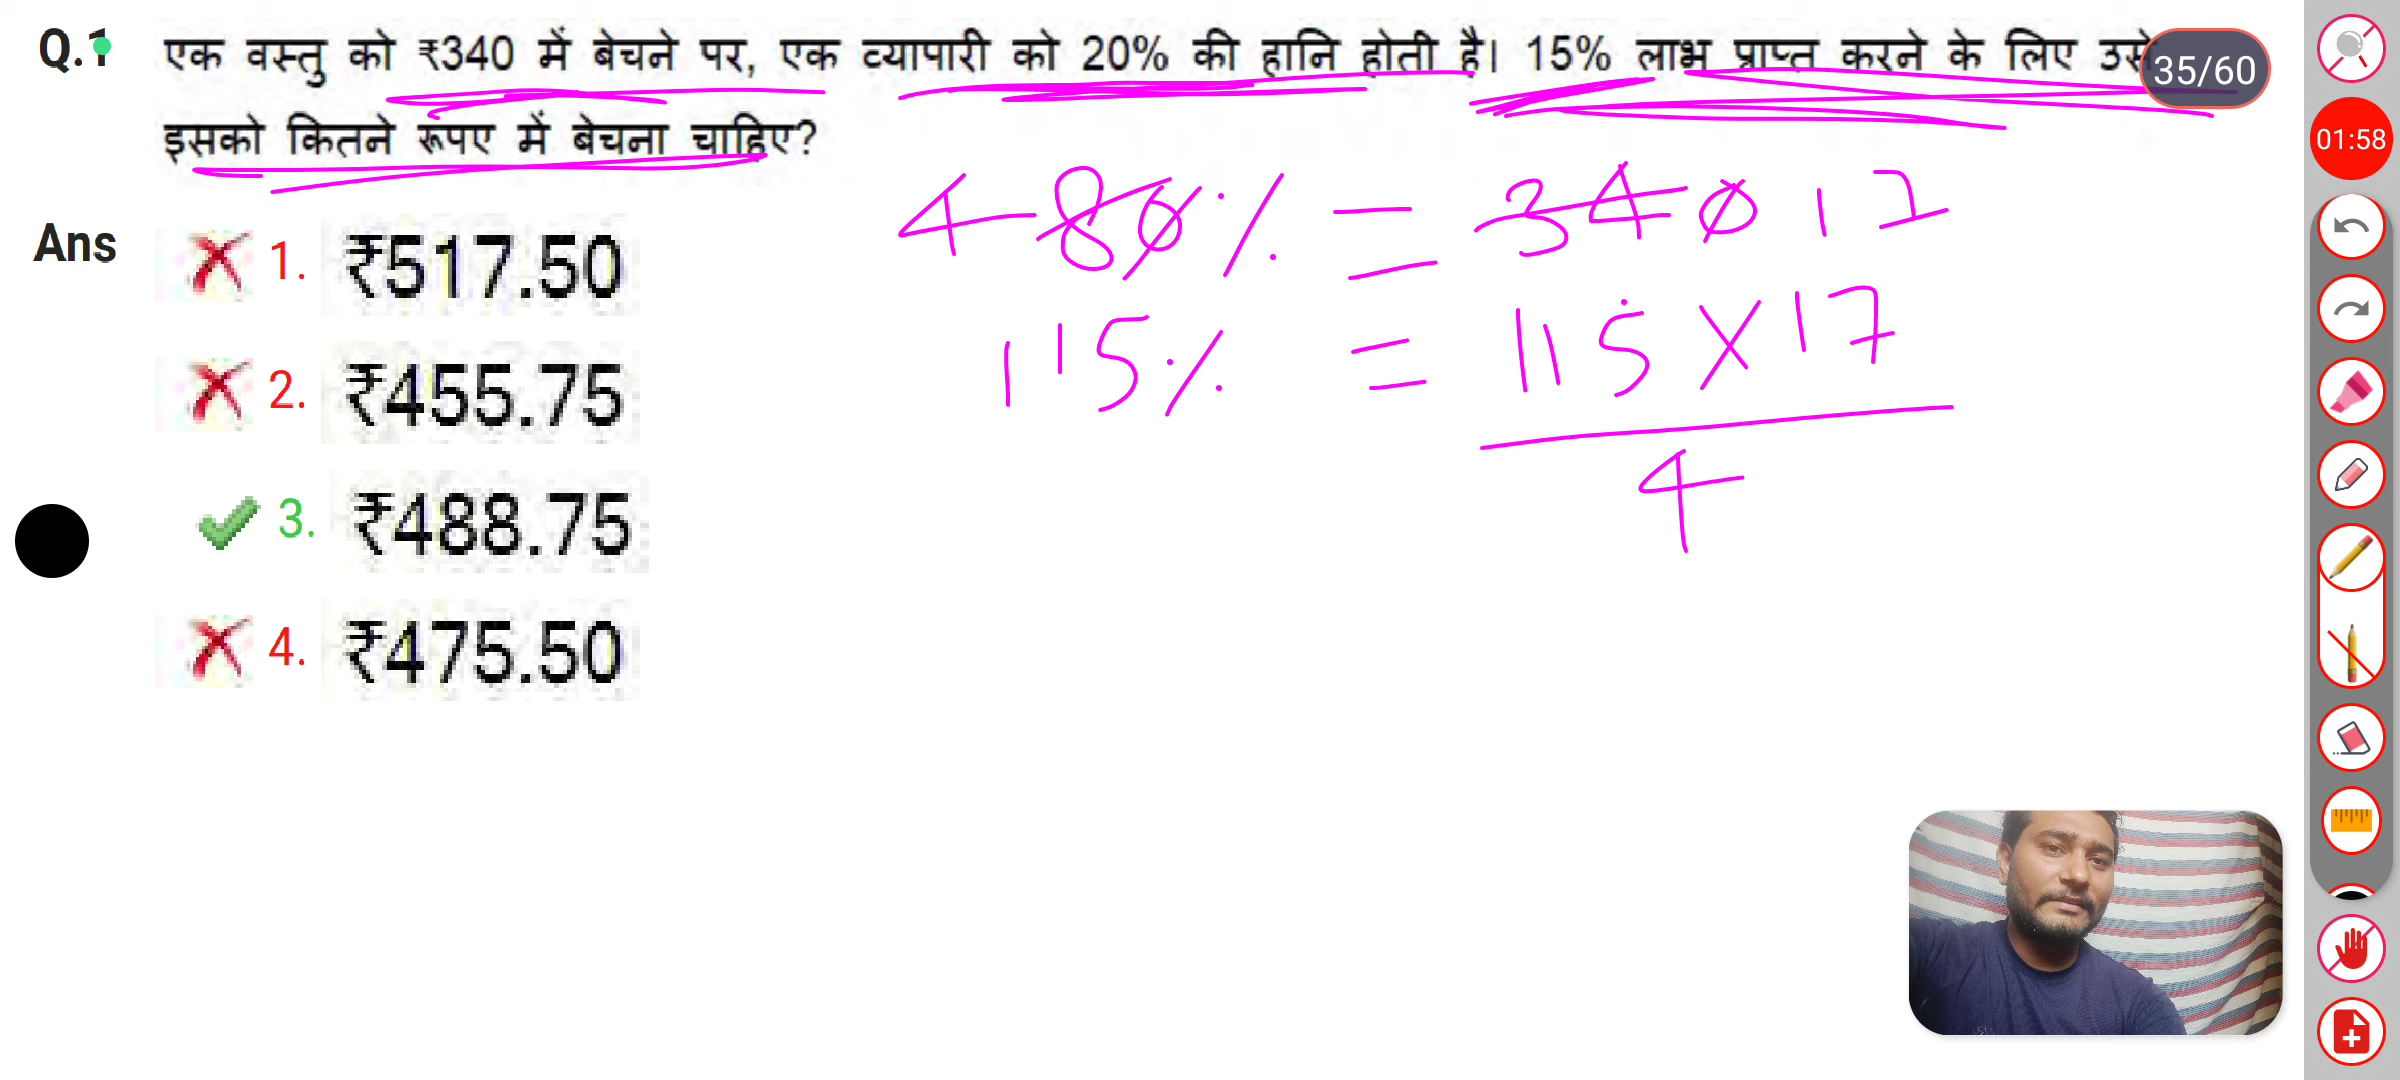 Q.1 एक वस्तु को ₹340 में बेचने पर, एक व्यापारी को 20% की हानि होती है। 15% लाभ प्राप्त करने के लिए उसे
35/60
इसको कितने रूपए में बेचना चाहिए?
01:58
4 80% = 340 17
Ans
1. ₹517.50
115% = 115 X 17
4
2. ₹455.75
3. ₹488.75
4. ₹475.50